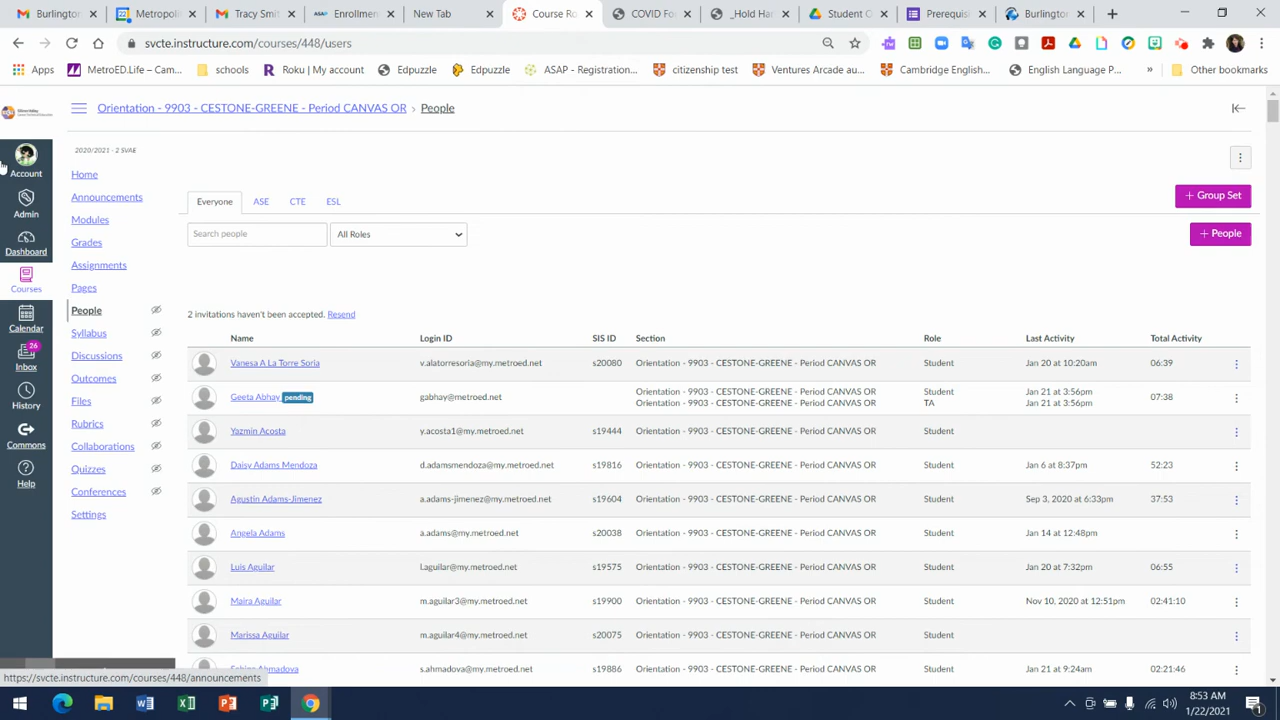 Burlington
Metropoli
Enrollmen
New Tab
Course Ro
COVID For
_Hold Ha
Student G
Prerequis
Burlington
svcte.instructure.com/courses/448/users
Apps
MetroED.Life – Cam...
schools
Roku | My account
Edpuzzle
Edpuzzle
ASAP - Registration...
citizenship test
Ventures Arcade au...
Cambridge English...
English Language P...
»
Other bookmarks
Orientation - 9903 - CESTONE-GREENE - Period CANVAS OR › People
2020/2021 - 2 SVAE
Account
Admin
Dashboard
Courses
Calendar
26
Inbox
History
Commons
Help
Home
Announcements
Modules
Grades
Assignments
Pages
People
Syllabus
Discussions
Outcomes
Files
Rubrics
Collaborations
Quizzes
Conferences
Settings
Everyone ASE CTE ESL
+ Group Set
Search people All Roles
+ People
2 invitations haven't been accepted. Resend
Name Login ID SIS ID Section Role Last Activity Total Activity
Vanesa A La Torre Soria v.alatorresoria@my.metroed.net s20080 Orientation - 9903 - CESTONE-GREENE - Period CANVAS OR Student Jan 20 at 10:20am 06:39
Geeta Abhay pending gabhay@metroed.net Orientation - 9903 - CESTONE-GREENE - Period CANVAS OR Student Jan 21 at 3:56pm 07:38
Orientation - 9903 - CESTONE-GREENE - Period CANVAS OR TA Jan 21 at 3:56pm
Yazmin Acosta y.acosta1@my.metroed.net s19444 Orientation - 9903 - CESTONE-GREENE - Period CANVAS OR Student
Daisy Adams Mendoza d.adamsmendoza@my.metroed.net s19816 Orientation - 9903 - CESTONE-GREENE - Period CANVAS OR Student Jan 6 at 8:37pm 52:23
Agustin Adams-Jimenez a.adams-jimenez@my.metroed.net s19604 Orientation - 9903 - CESTONE-GREENE - Period CANVAS OR Student Sep 3, 2020 at 6:33pm 37:53
Angela Adams a.adams@my.metroed.net s20038 Orientation - 9903 - CESTONE-GREENE - Period CANVAS OR Student Jan 14 at 12:48pm
Luis Aguilar l.aguilar@my.metroed.net s19575 Orientation - 9903 - CESTONE-GREENE - Period CANVAS OR Student Jan 20 at 7:32pm 06:55
Maira Aguilar m.aguilar3@my.metroed.net s19900 Orientation - 9903 - CESTONE-GREENE - Period CANVAS OR Student Nov 10, 2020 at 12:51pm 02:41:10
Marissa Aguilar m.aguilar4@my.metroed.net s20075 Orientation - 9903 - CESTONE-GREENE - Period CANVAS OR Student
Ahmadova s.ahmadova@my.metroed.net s19886 Orientation - 9903 - CESTONE-GREENE - Period CANVAS OR Student Jan 21 at 9:24am 02:21:46
https://svcte.instructure.com/courses/448/announcements
8:53 AM
1/22/2021